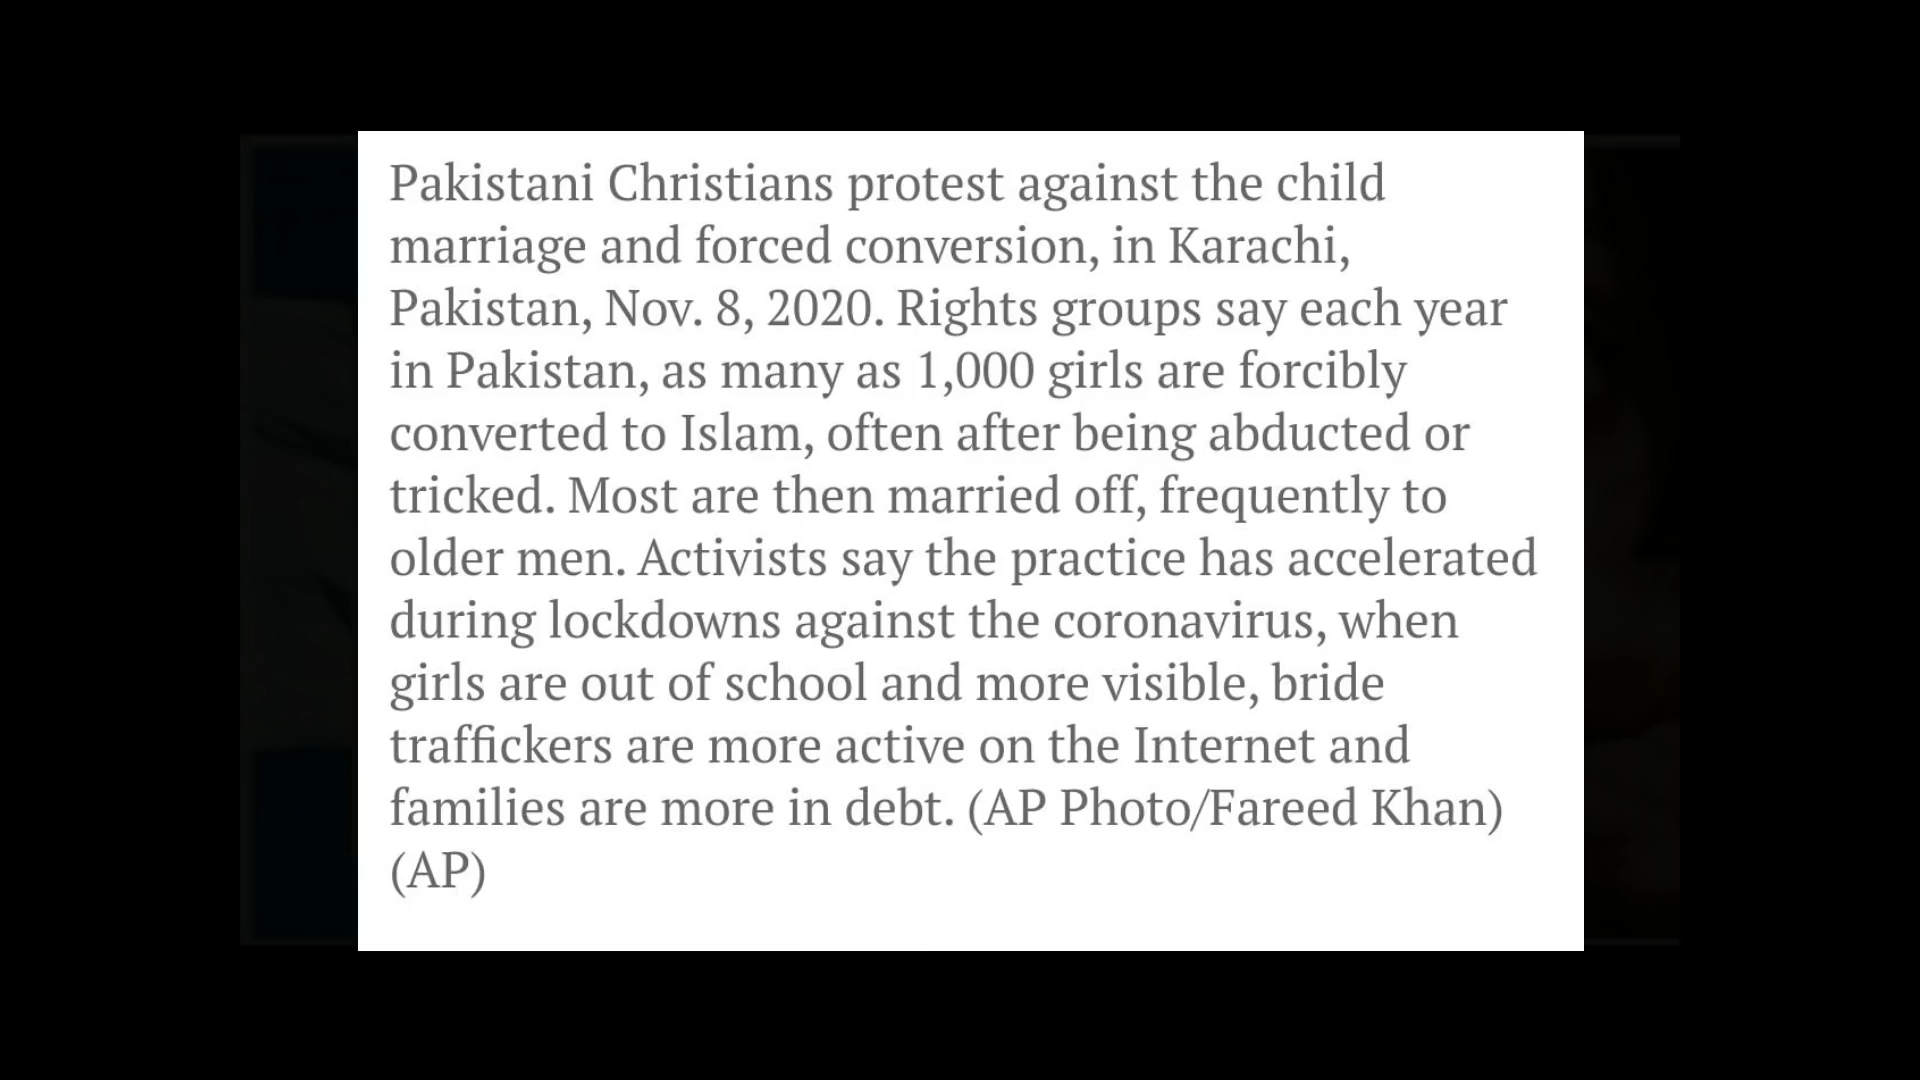 Pakistani Christians protest against the child
marriage and forced conversion, in Karachi,
Pakistan, Nov. 8, 2020. Rights groups say each year
in Pakistan, as many as 1,000 girls are forcibly
converted to Islam, often after being abducted or
tricked. Most are then married off, frequently to
older men. Activists say the practice has accelerated
during lockdowns against the coronavirus, when
girls are out of school and more visible, bride
traffickers are more active on the Internet and
families are more in debt. (AP Photo/Fareed Khan)
(AP)